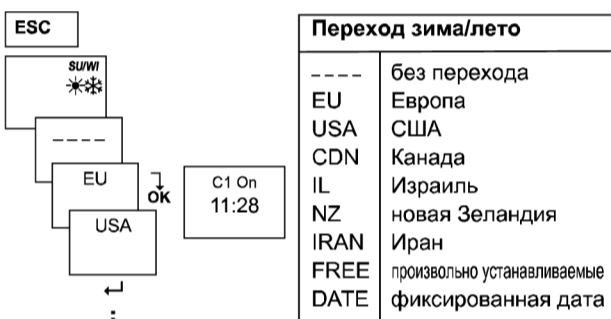 ESC
SU/WI
----
EU
USA
OK
C1 On
11:28
Переход зима/лето
---- без перехода
EU Европа
USA США
CDN Канада
IL Израиль
NZ новая Зеландия
IRAN Иран
FREE произвольно устанавливаемые
DATE фиксированная дата